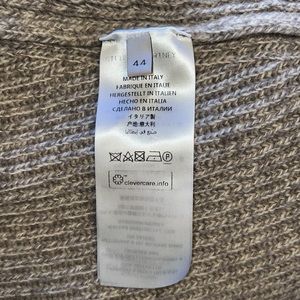 44
MADE IN ITALY
FABRIQUE EN ITALIE
HERGESTELLT IN ITALIEN
HECHO EN ITALIA
СДЕЛАНО В ИТАЛИИ
イタリア製
产地:意大利
صنع في إيطاليا
clevercare.info